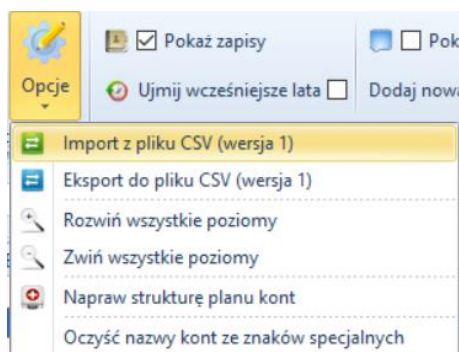 Pokaż zapisy
Opcje
Ujmij wcześniejsze lata
Dodaj
Import z pliku CSV (wersja 1)
Eksport do pliku CSV (wersja 1)
Rozwiń wszystkie poziomy
Zwiń wszystkie poziomy
Napraw strukturę planu kont
Oczyść nazwy kont ze znaków specjalnych